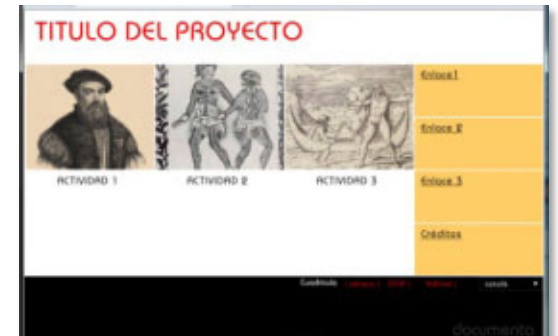 TITULO DEL PROYECTO
Enlace1
Enlace 2
Enlace 3
Créditos
ACTIVIDAD 1
ACTIVIDAD 2
ACTIVIDAD 3
documento